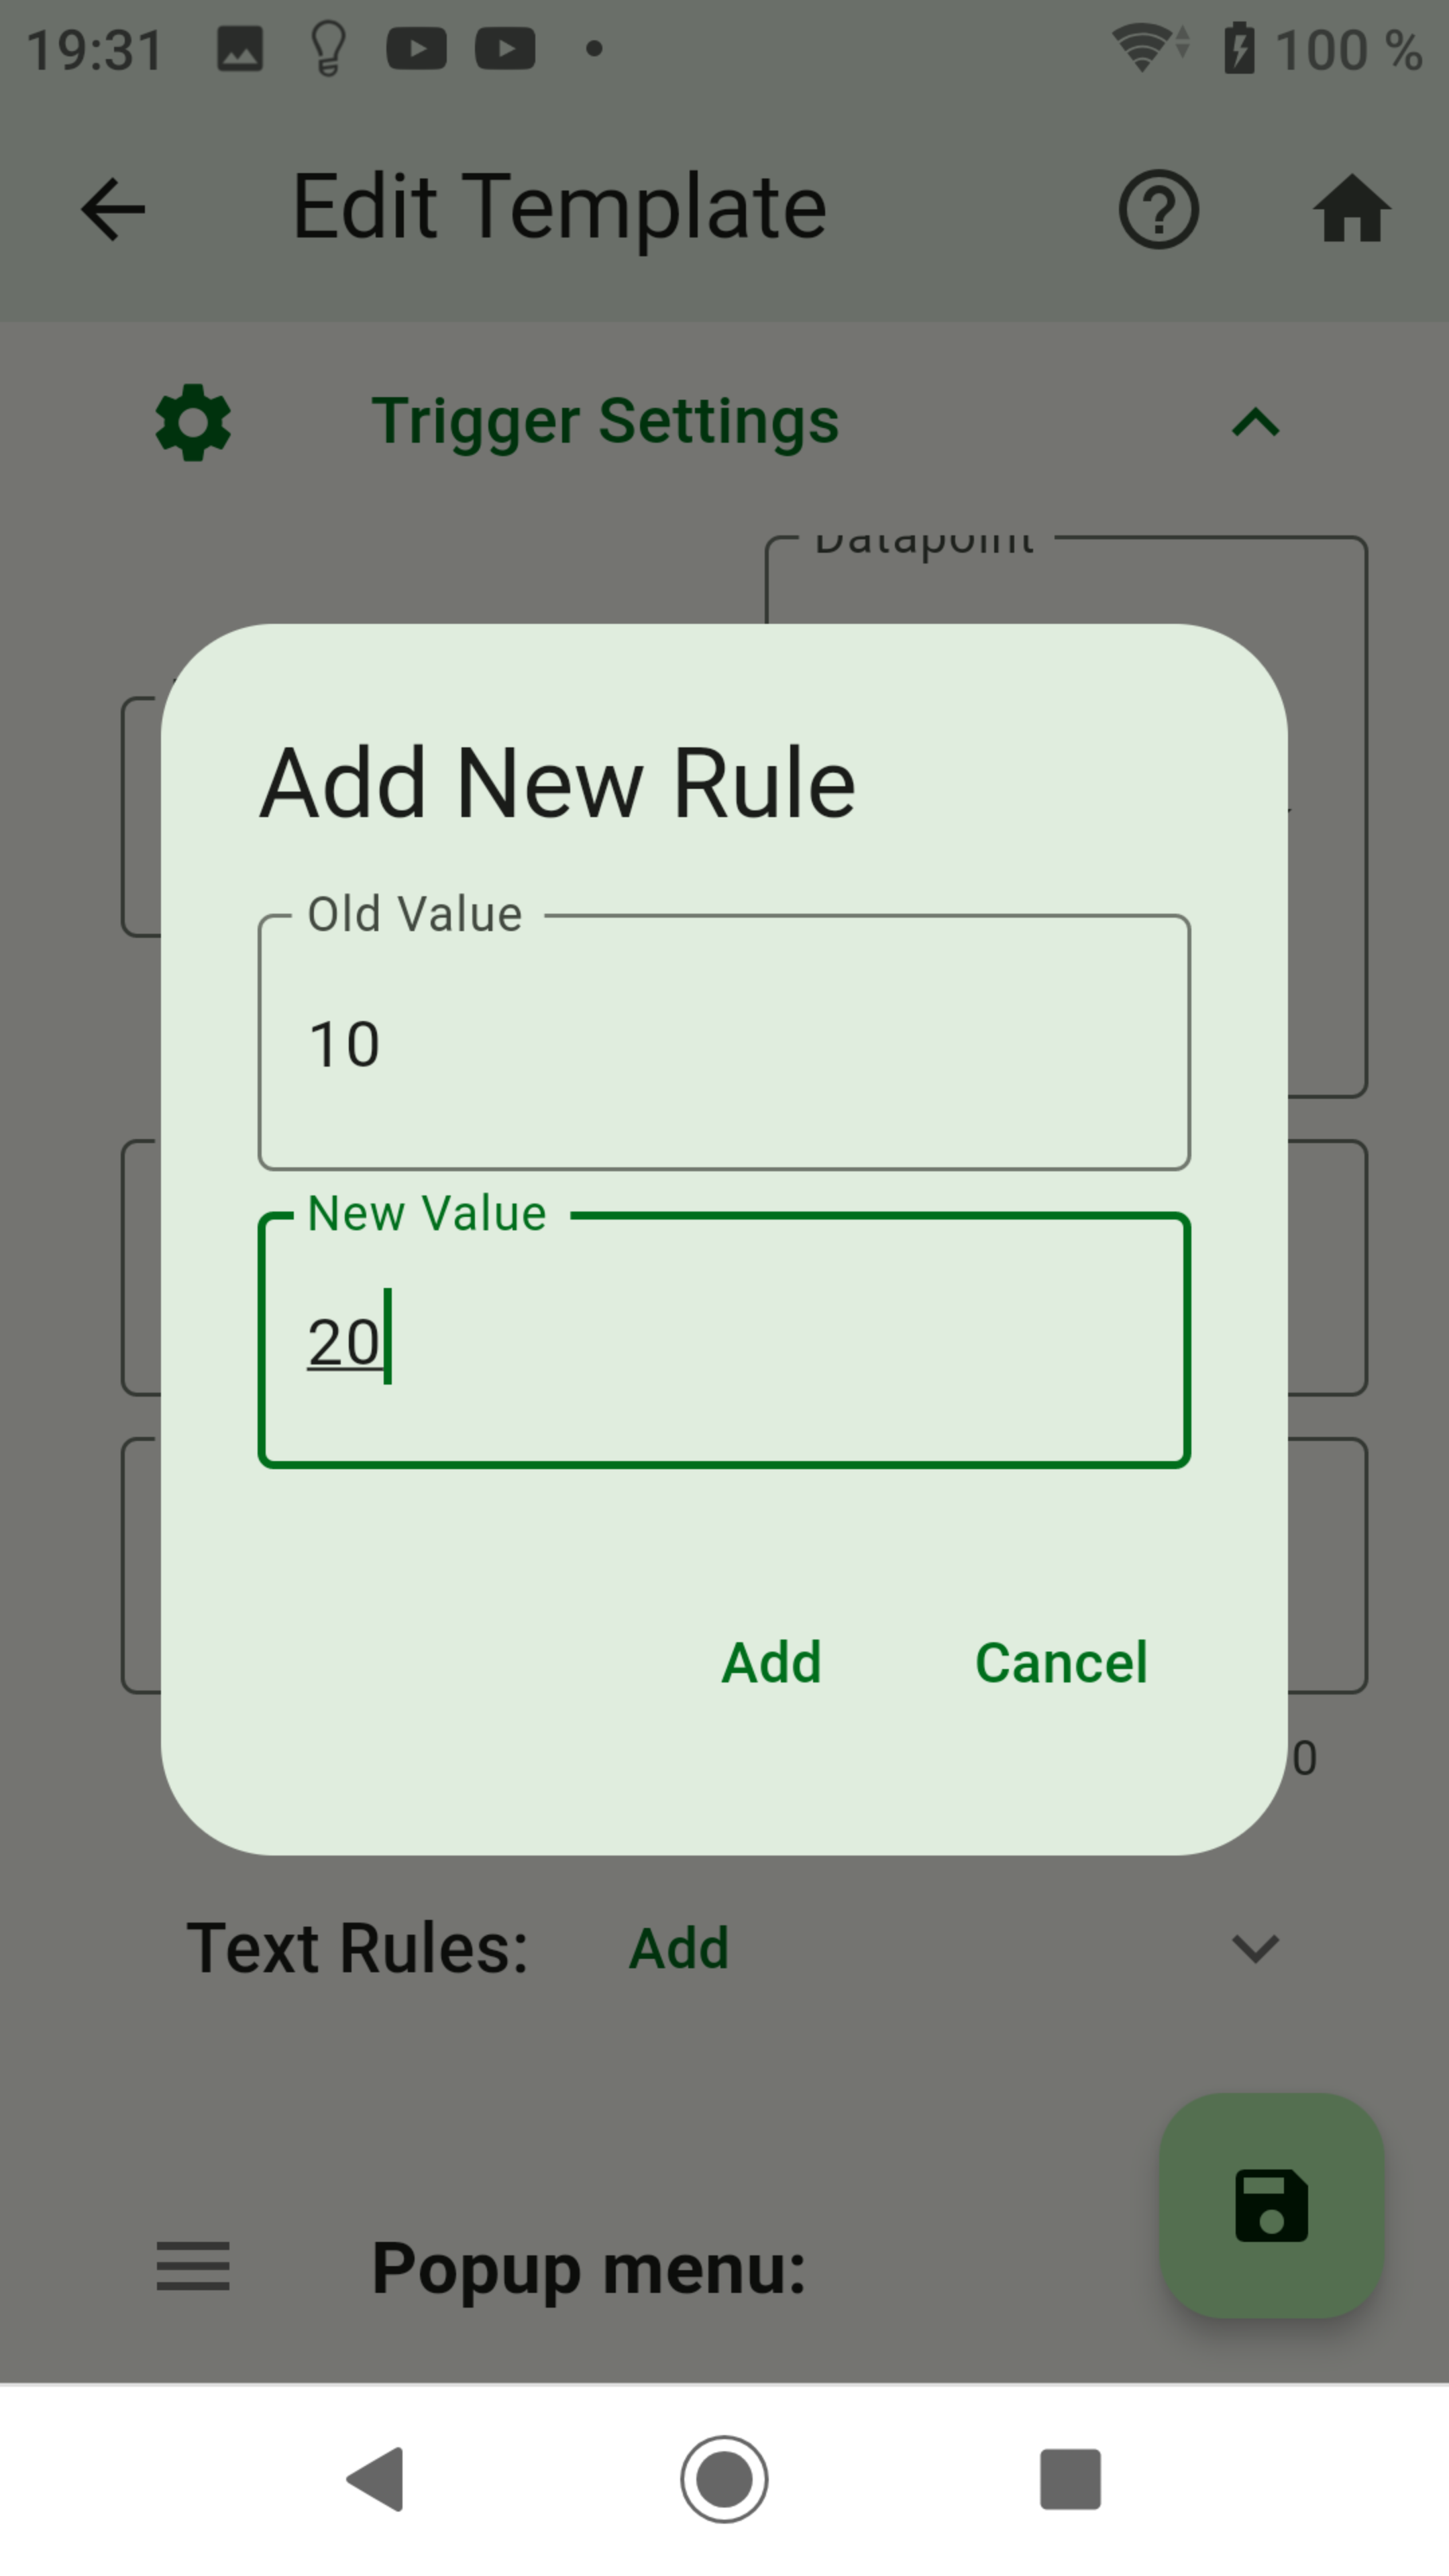 19:31 100 %
Edit Template
Trigger Settings
Datapoint
Add New Rule
Old Value
10
New Value
20
Add Cancel
0
Text Rules: Add
Popup menu: